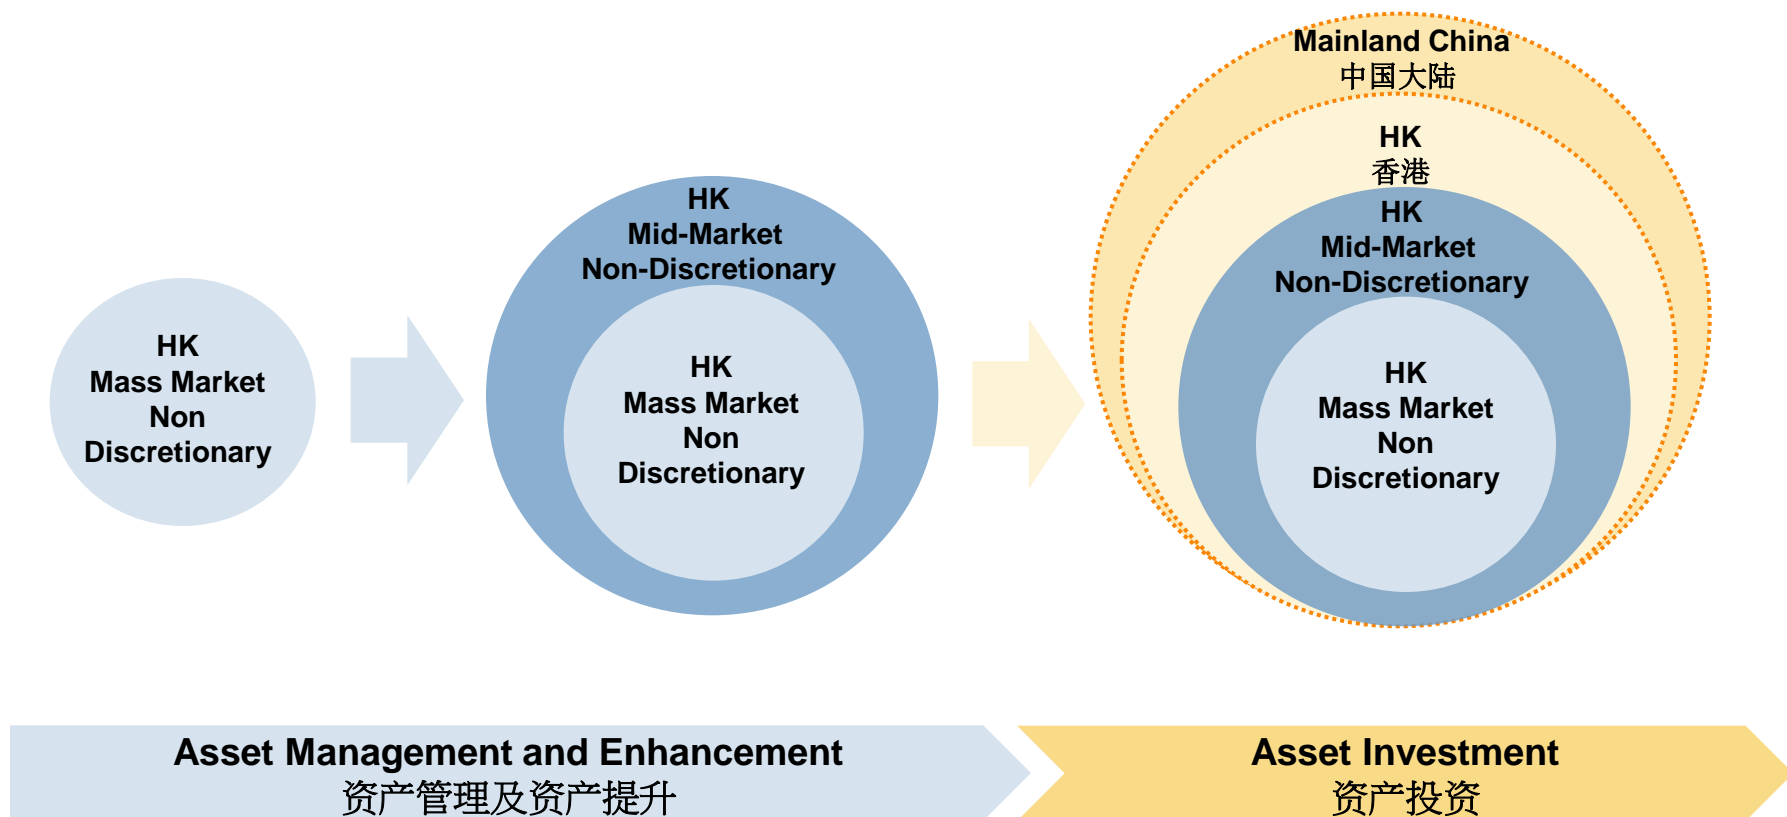 HK
Mass Market
Non
Discretionary
HK
Mid-Market
Non-Discretionary
HK
Mass Market
Non
Discretionary
Mainland China
中国大陆
HK
香港
HK
Mid-Market
Non-Discretionary
HK
Mass Market
Non
Discretionary
Asset Management and Enhancement
资产管理及资产提升
Asset Investment
资产投资